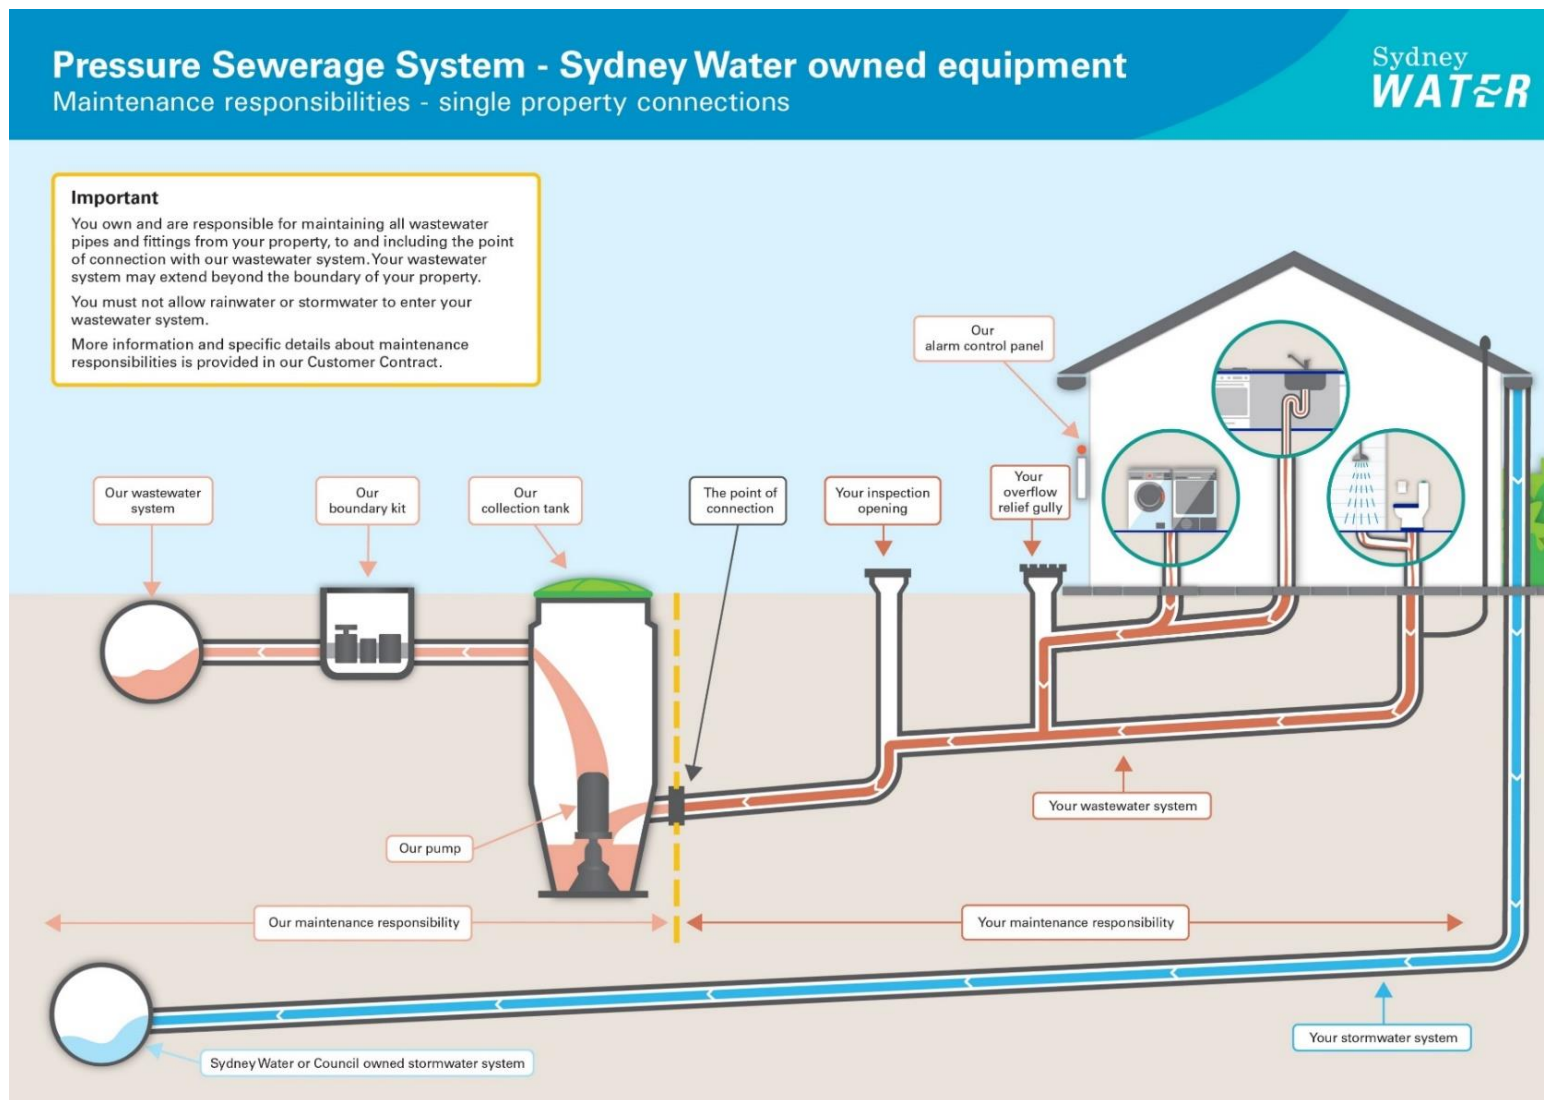 Pressure Sewerage System - Sydney Water owned equipment
Maintenance responsibilities - single property connections
Sydney
WATER
Important
You own and are responsible for maintaining all wastewater
pipes and fittings from your property, to and including the point
of connection with our wastewater system. Your wastewater
system may extend beyond the boundary of your property.
You must not allow rainwater or stormwater to enter your
wastewater system.
More information and specific details about maintenance
responsibilities is provided in our Customer Contract.
Our
alarm control panel
Our wastewater
system
Our
boundary kit
Our
collection tank
The point of
connection
Your inspection
opening
Your
overflow
relief gully
Your wastewater system
Our pump
Our maintenance responsibility
Your maintenance responsibility
Your stormwater system
Sydney Water or Council owned stormwater system